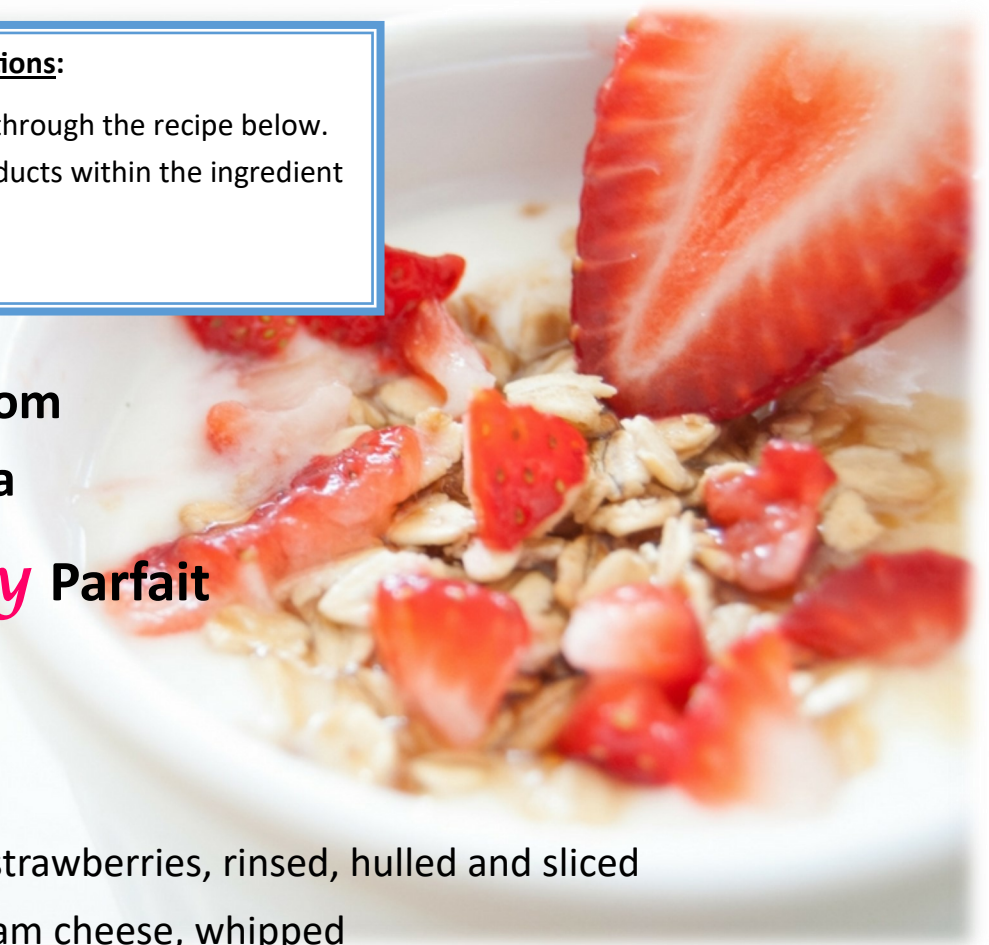 ions:
through the recipe below.
ducts within the ingredient
om
a
y Parfait
strawberries, rinsed, hulled and sliced
am cheese, whipped